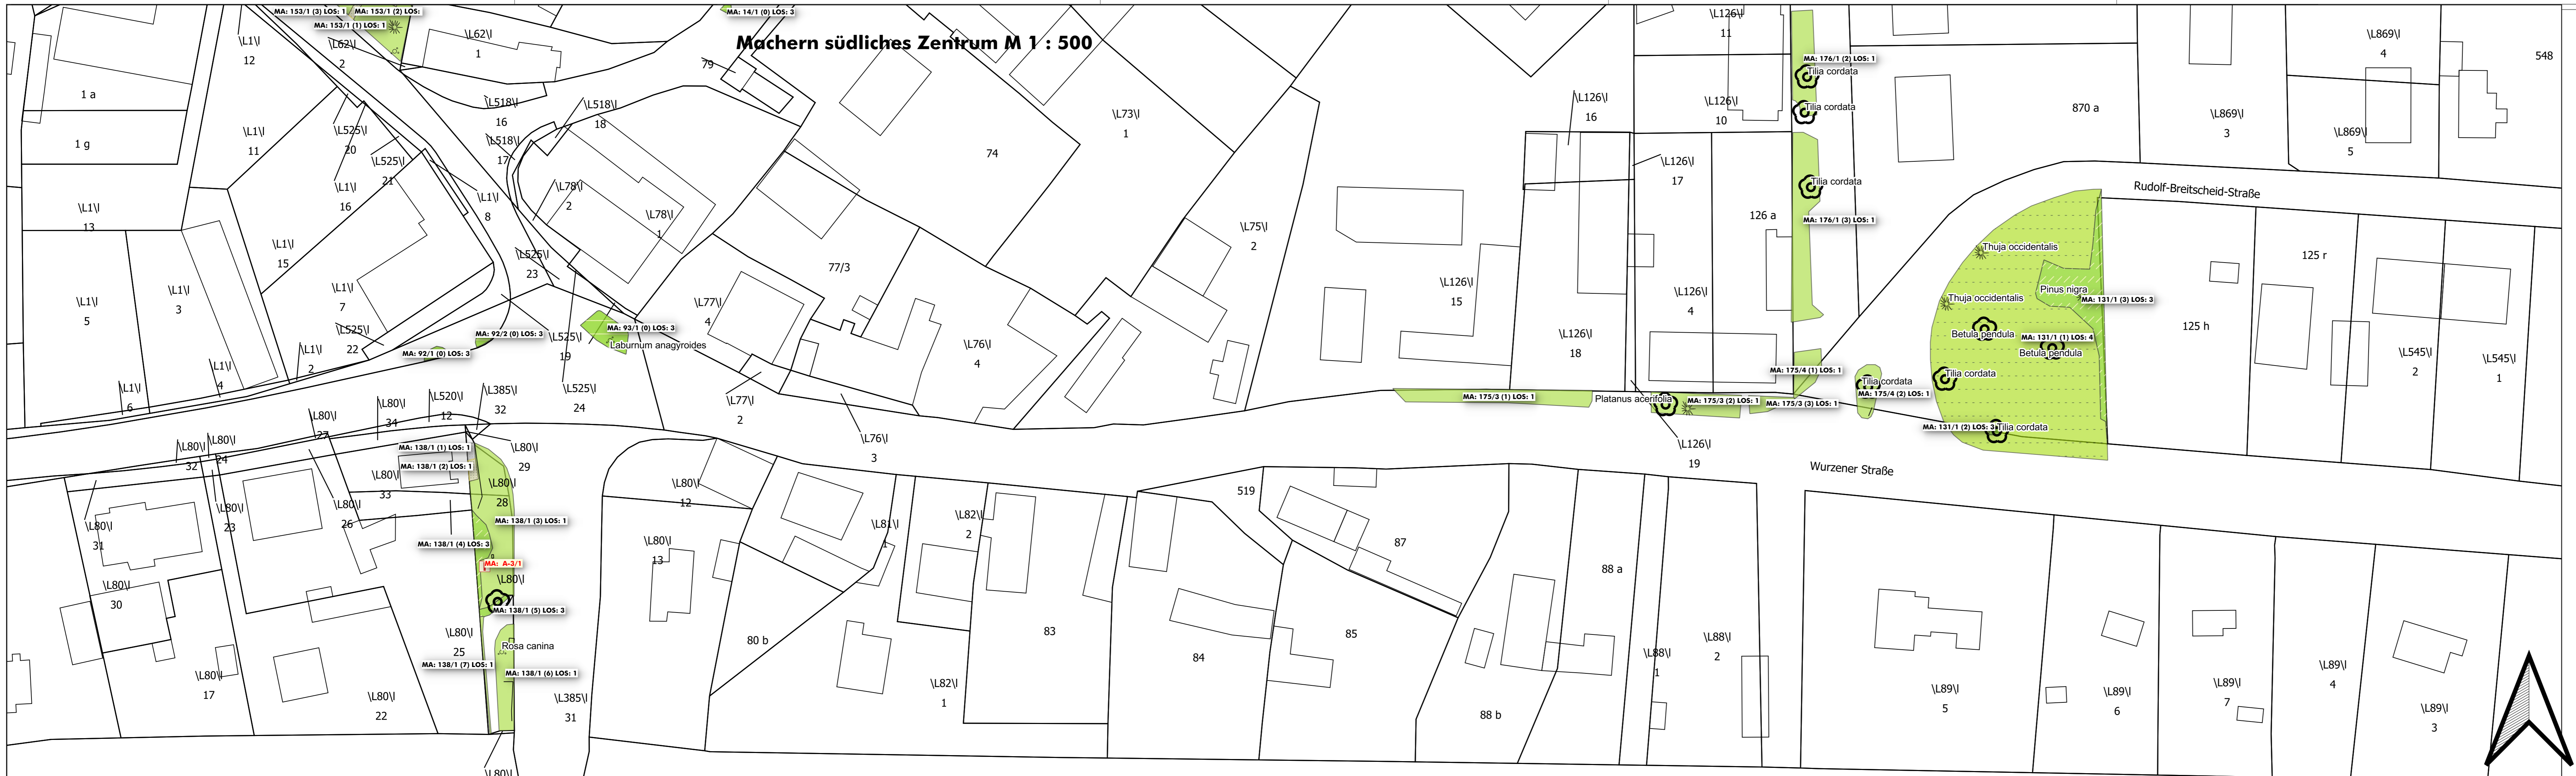 MA: 153/1 (3) LOS: 1
MA: 153/1 (2) LOS:
MA: 153/1 (1) LOS: 1
MA: 14/1 (0) LOS: 3
Machern südliches Zentrum M 1 : 500
\L1\l
12
\L62\l
2
\L62\l
1
79
\L126\l
11
MA: 176/1 (2) LOS: 1
Tilia cordata
\L869\l
4
548
1 a
\L518\l
16
\L518\l
18
\L73\l
1
\L126\l
16
\L126\l
10
Tilia cordata
870 a
\L869\l
3
\L869\l
5
1 g
\L1\l
11
\L525\l
20
\L525\l
21
\L518\l
17
74
\L126\l
17
\L1\l
16
\L1\l
8
\L78\l
2
\L78\l
1
Tilia cordata
Rudolf-Breitscheid-Straße
\L1\l
13
126 a
MA: 176/1 (3) LOS: 1
\L75\l
2
\L1\l
15
\L525\l
23
77/3
Thuja occidentalis
125 r
\L1\l
5
\L1\l
3
\L1\l
7
\L77\l
4
\L126\l
15
\L126\l
4
Pinus nigra
Thuja occidentalis
MA: 131/1 (3) LOS: 3
\L525\l
22
MA: 92/2 (0) LOS: 3
\L525\l
19
MA: 93/1 (0) LOS: 3
Laburnum anagyroides
\L126\l
18
125 h
Betula pendula
MA: 131/1 (1) LOS: 4
Betula pendula
MA: 92/1 (0) LOS: 3
\L1\l
2
\L1\l
4
\L76\l
4
MA: 175/4 (1) LOS: 1
Tilia cordata
Tilia cordata
\L545\l
2
\L545\l
1
\L1\l
6
\L520\l
12
\L385\l
32
\L525\l
24
\L77\l
2
MA: 175/3 (1) LOS: 1
Platanus acerifolia
MA: 175/3 (2) LOS: 1
MA: 175/3 (3) LOS: 1
MA: 175/4 (2) LOS: 1
\L80\l
34
\L80\l
27
MA: 131/1 (2) LOS: 3
Tilia cordata
\L80\l
32
\L80\l
24
MA: 138/1 (1) LOS: 1
\L80\l
29
\L76\l
3
\L126\l
19
Wurzener Straße
MA: 138/1 (2) LOS: 1
\L80\l
33
\L80\l
28
\L80\l
12
519
\L80\l
31
\L80\l
23
\L80\l
26
MA: 138/1 (3) LOS: 1
\L81\l
1
\L82\l
2
MA: 138/1 (4) LOS: 3
\L80\l
13
87
MA: A-3/1
\L80\l
88 a
\L80\l
30
MA: 138/1 (5) LOS: 3
\L80\l
25
Rosa canina
80 b
83
85
84
\L88\l
1
\L88\l
2
MA: 138/1 (7) LOS: 1
MA: 138/1 (6) LOS: 1
\L80\l
17
\L80\l
22
\L385\l
31
\L82\l
1
88 b
\L89\l
5
\L89\l
6
\L89\l
7
\L89\l
4
\L89\l
3
\L80\l